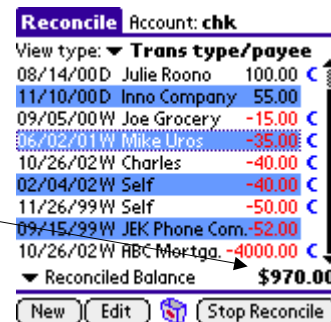 Reconcile Account: chk
View type: Trans type/payee
08/14/00D Julie Roono 100.00 C
11/10/00D Inno Company 55.00
09/05/00W Joe Grocery -15.00 C
06/02/01W Mike Uros -35.00 C
10/26/02W Charles -40.00 C
02/04/02W Self -40.00 C
11/26/99W Self -50.00 C
09/15/99W JEK Phone Com. -52.00
10/26/02W ABC Mortga. -4000.00 C
Reconciled Balance $970.00
New Edit Stop Reconcile